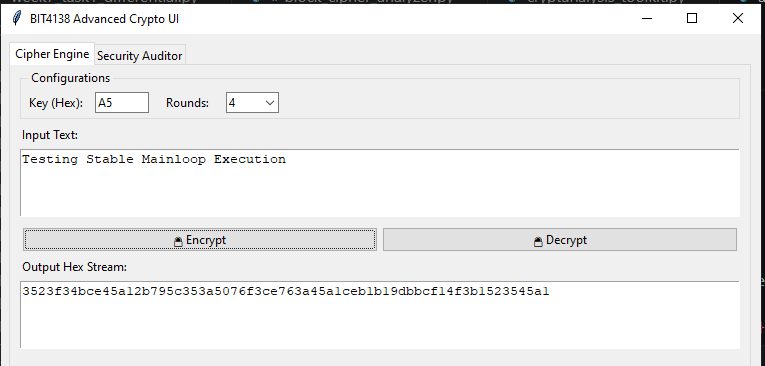 BIT4138 Advanced Crypto UI
Cipher Engine
Security Auditor
Configurations
Key (Hex): A5 Rounds: 4
Input Text:
Testing Stable Mainloop Execution
Encrypt
Decrypt
Output Hex Stream:
3523f34bce45a12b795c353a5076f3ce763a45a1ceb1b19dbbcf14f3b1523545a1